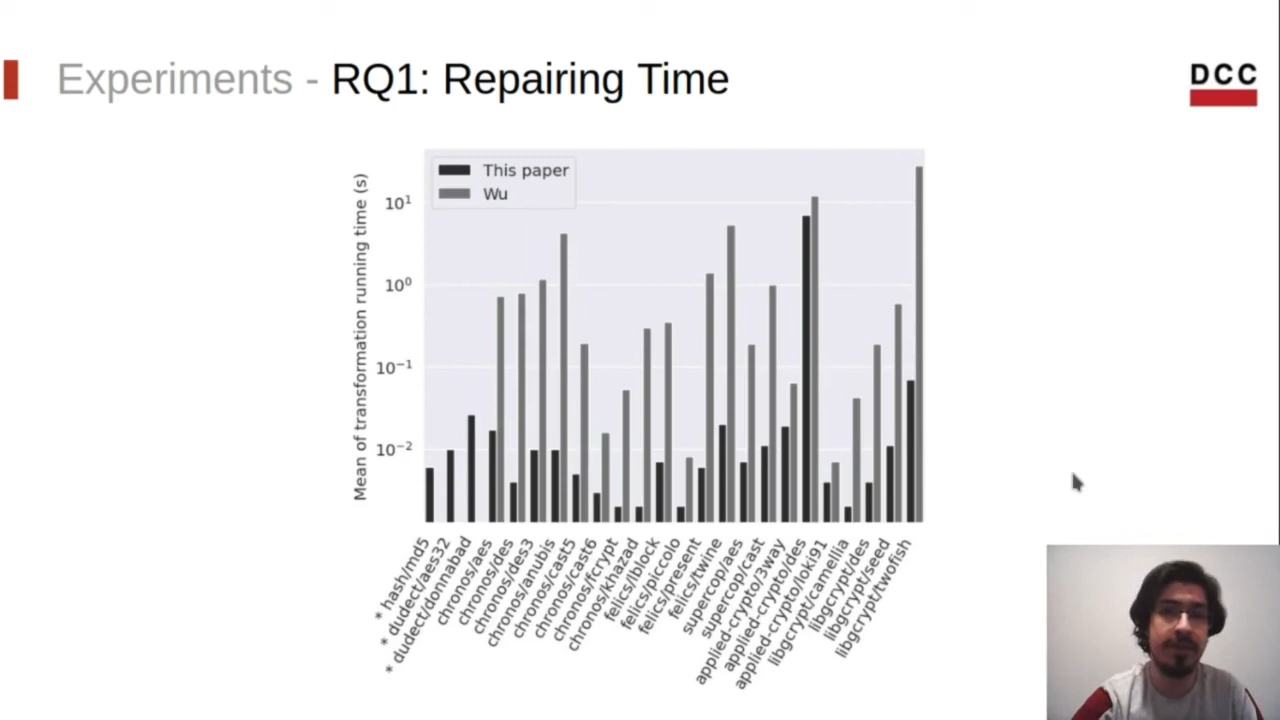 Experiments - RQ1: Repairing Time
DCC
This paper
Wu
Mean of transformation running time (s)
10¹
10⁰
10⁻¹
10⁻²
* hash/md5
* dudect/aes32
* dudect/donnabad
chronos/aes
chronos/des
chronos/des3
chronos/anubis
chronos/cast5
chronos/cast6
chronos/fcrypt
chronos/khazad
felics/lblock
felics/piccolo
felics/present
felics/twine
supercop/aes
supercop/cast
applied-crypto/3way
applied-crypto/des
applied-crypto/loki91
libgcrypt/camellia
libgcrypt/des
libgcrypt/seed
libgcrypt/twofish